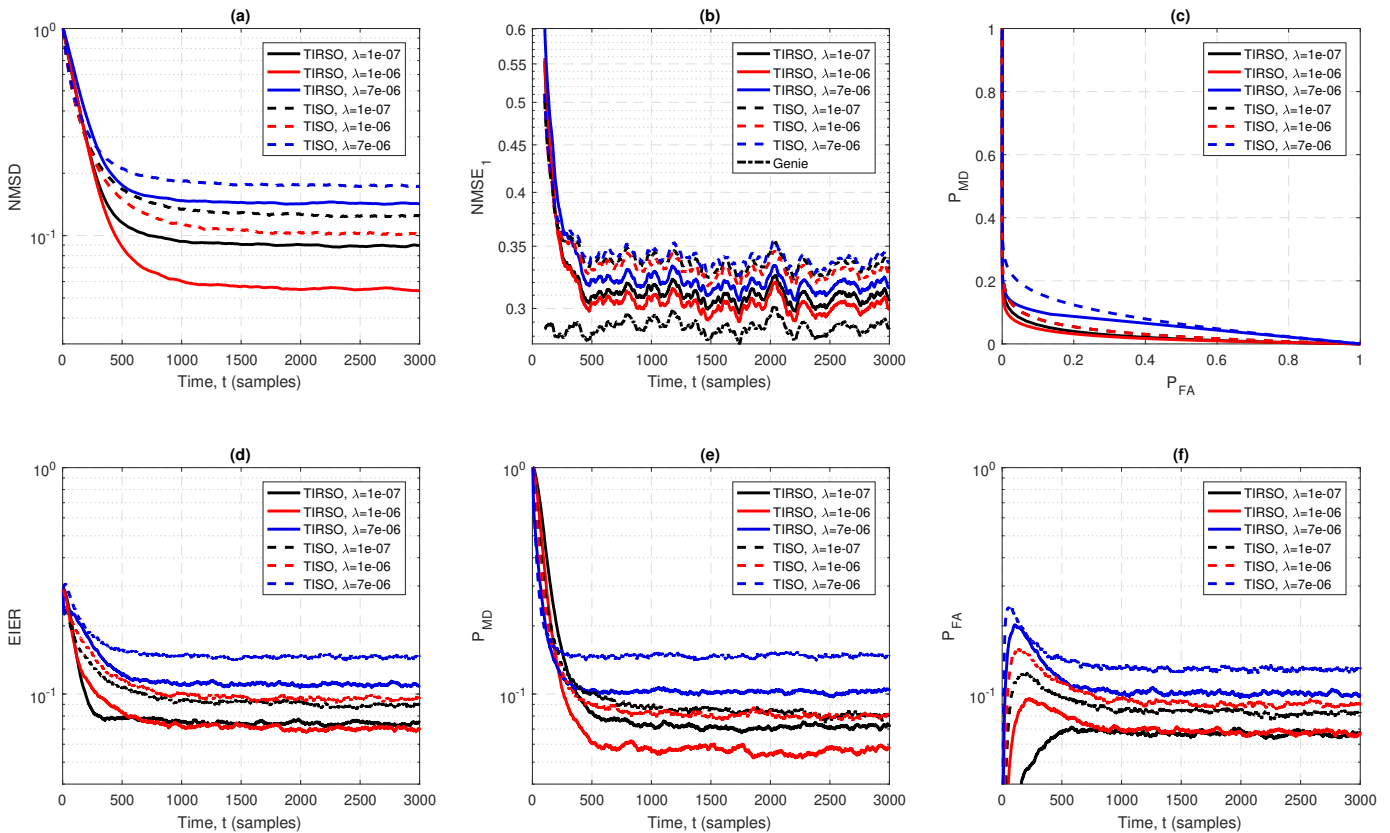 (a)
10^0
10^-1
NMSD
0 500 1000 1500 2000 2500 3000
Time, t (samples)
TIRSO, λ=1e-07
TIRSO, λ=1e-06
TIRSO, λ=7e-06
TISO, λ=1e-07
TISO, λ=1e-06
TISO, λ=7e-06
(b)
0.6
0.55
0.5
0.45
0.4
0.35
0.3
NMSE_1
0 500 1000 1500 2000 2500 3000
Time, t (samples)
TIRSO, λ=1e-07
TIRSO, λ=1e-06
TIRSO, λ=7e-06
TISO, λ=1e-07
TISO, λ=1e-06
TISO, λ=7e-06
Genie
(c)
1
0.8
0.6
0.4
0.2
0
P_MD
0 0.2 0.4 0.6 0.8 1
P_FA
TIRSO, λ=1e-07
TIRSO, λ=1e-06
TIRSO, λ=7e-06
TISO, λ=1e-07
TISO, λ=1e-06
TISO, λ=7e-06
(d)
10^0
10^-1
EIER
0 500 1000 1500 2000 2500 3000
Time, t (samples)
TIRSO, λ=1e-07
TIRSO, λ=1e-06
TIRSO, λ=7e-06
TISO, λ=1e-07
TISO, λ=1e-06
TISO, λ=7e-06
(e)
10^0
10^-1
P_MD
0 500 1000 1500 2000 2500 3000
Time, t (samples)
TIRSO, λ=1e-07
TIRSO, λ=1e-06
TIRSO, λ=7e-06
TISO, λ=1e-07
TISO, λ=1e-06
TISO, λ=7e-06
(f)
10^0
10^-1
P_FA
0 500 1000 1500 2000 2500 3000
Time, t (samples)
TIRSO, λ=1e-07
TIRSO, λ=1e-06
TIRSO, λ=7e-06
TISO, λ=1e-07
TISO, λ=1e-06
TISO, λ=7e-06